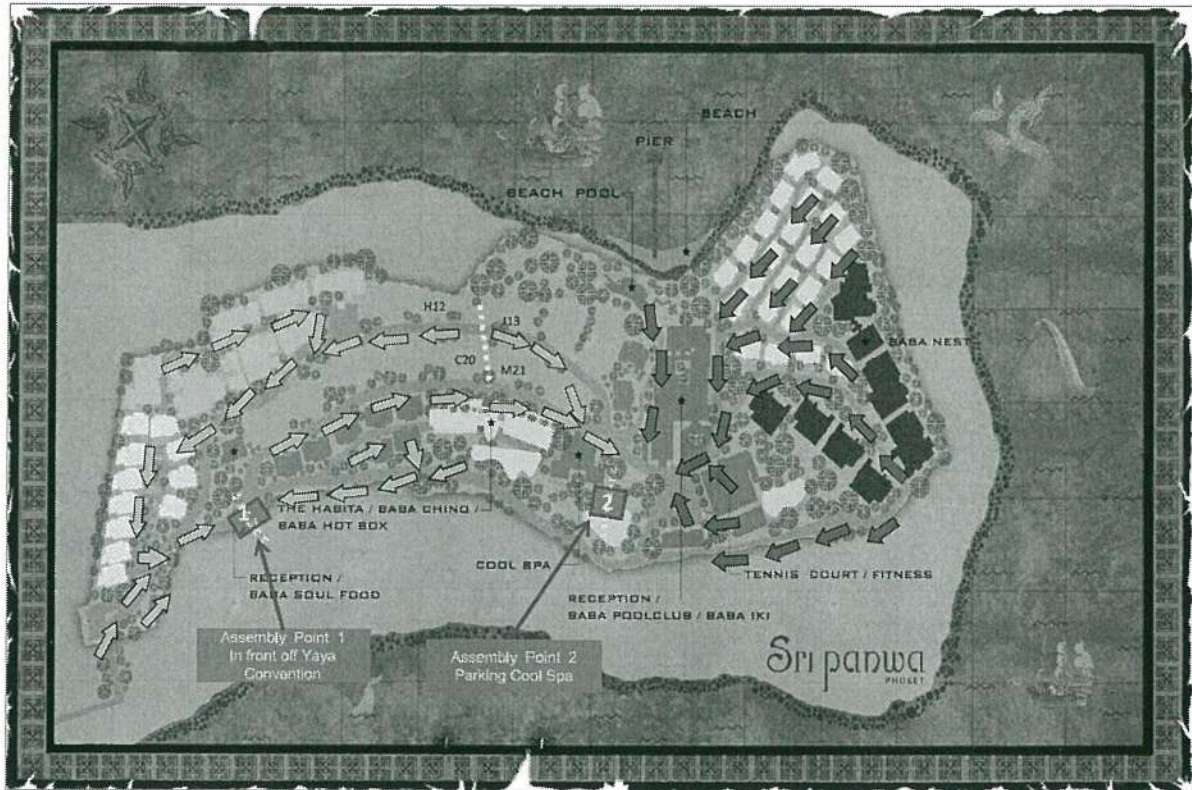 BEACH
PIER
BEACH POOL
H12
J13
C20
M21
BABA NEST
1
2
THE HABITA / BABA CHINO /
BABA HOT BOX
COOL SPA
TENNIS COURT / FITNESS
RECEPTION /
BABA SOUL FOOD
RECEPTION /
BABA POOLCLUB / BABA IKI
Assembly Point 1
In front off Yaya
Convention
Assembly Point 2
Parking Cool Spa
Sri panwa
PHUKET